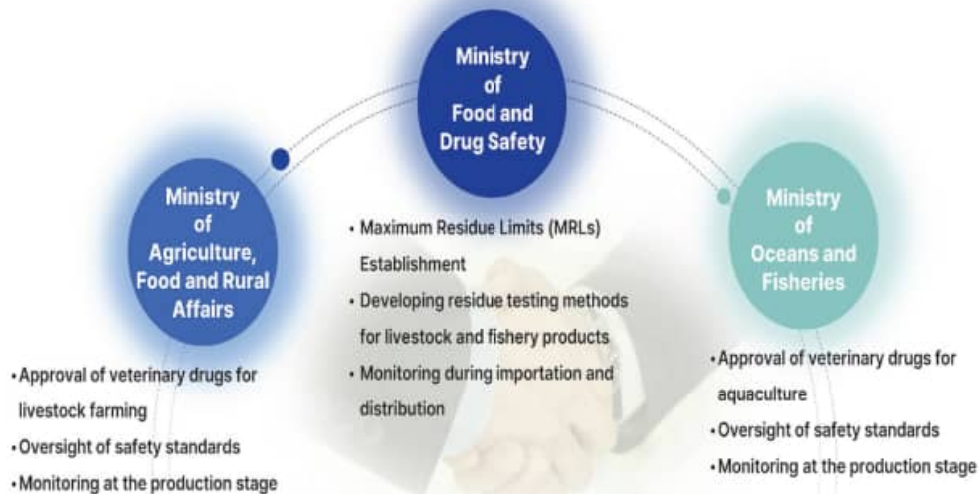 Ministry
of
Food and
Drug Safety
Ministry
of
Agriculture,
Food and Rural
Affairs
Ministry
of
Oceans and
Fisheries
• Maximum Residue Limits (MRLs)
Establishment
• Developing residue testing methods
for livestock and fishery products
• Monitoring during importation and
distribution
•Approval of veterinary drugs for
livestock farming
•Oversight of safety standards
•Monitoring at the production stage
•Approval of veterinary drugs for
aquaculture
•Oversight of safety standards
•Monitoring at the production stage